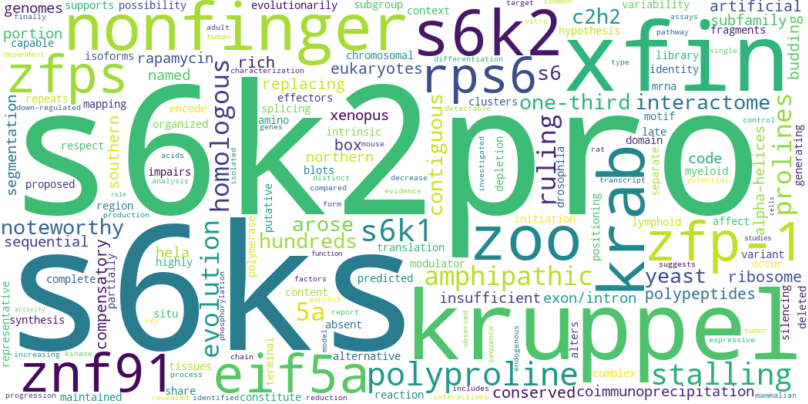 genomes supports possibility evolutionarily subgroup context target vitro common variability assays artificial
finally nonfinger s6k2 adult human hypothesis pathway fragments
portion capable isoforms rapamycin chromosomal dependent differentiation c2h2 subfamily
zfps named rich characterization eukaryotes rps6 s6 xfin library single identity type mrna budding
down-regulated repeats mapping encode replacing effectors clusters one-third interactome
segmentation splicing amino xenopus detectable motif late control
s6k2pro homologous southern organized respect genes intrinsic box contiguous ruling drosophila domain code prolines generating
proposed impairs acids analysis isolated mouse northern blots compared distinct decrease evidence depletion investigated rat separate myeloid alpha-helices
region role production putative form transcript potential
noteworthy arose s6k1 initiation zoo krab positioning lymphoid affect cells
sequential hela hundreds translation zfp-1 variant studies
s6ks compensatory partially highly evolution polymerase function modulator amphipathic suggests occur yeast ribosome
complete situ phosphorylation factors predicted insufficient exon/intron polypeptides silencing deleted
representative synthesis content 5a exhibit report absent kruppel
activity key model observed sequence endogenous alters tumor expressive
increasing kinase tissues terminal chain alternative
znf91 process eif5a polyproline complex stalling
share includes conserved coimmunoprecipitation
progression maintained revealed identified constitute reduction reaction interactions mammalian